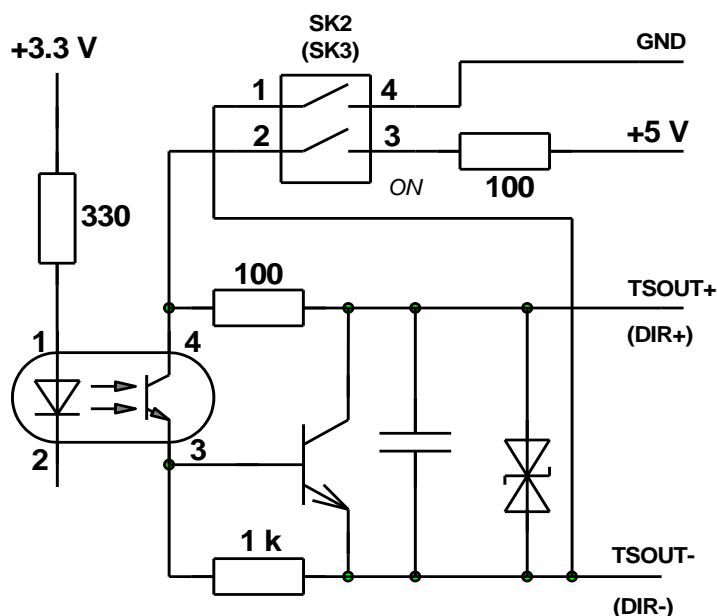 SK2
(SK3)
GND
+3.3 V
1
4
2
3
+5 V
ON
100
330
100
TSOUT+
(DIR+)
1
4
2
3
1 k
TSOUT-
(DIR-)